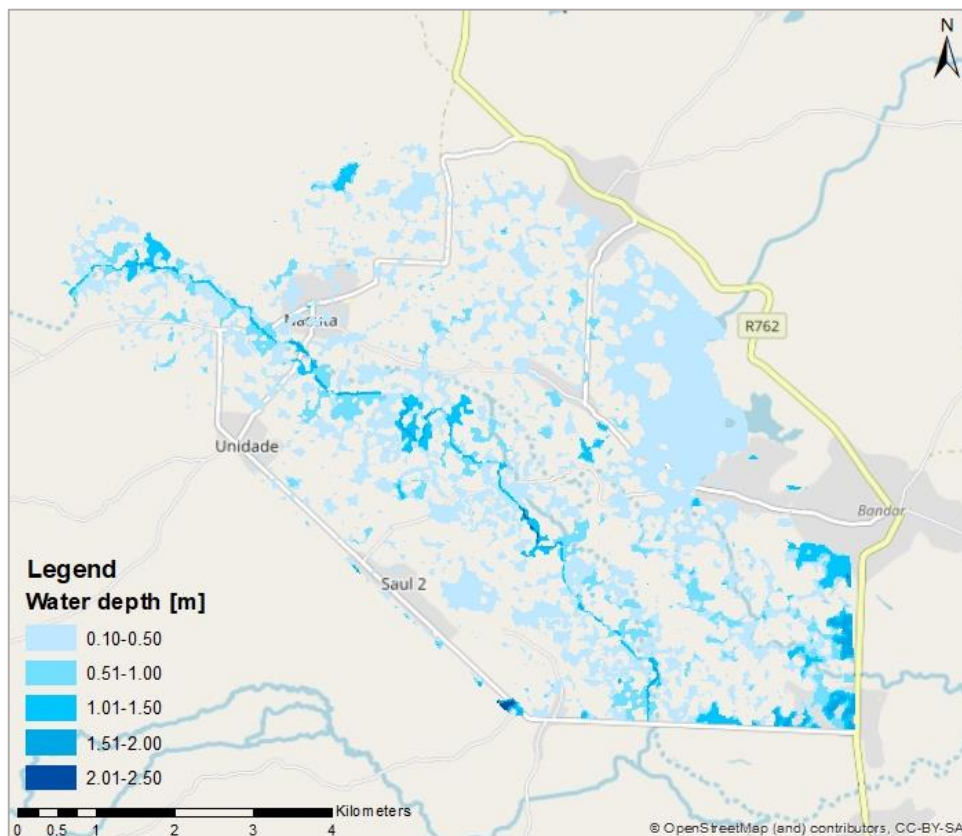 N
R762
Unidade
Bandar
Saul 2
Legend
Water depth [m]
0.10-0.50
0.51-1.00
1.01-1.50
1.51-2.00
2.01-2.50
Kilometers
0 0.5 1 2 3 4
© OpenStreetMap (and) contributors, CC-BY-SA